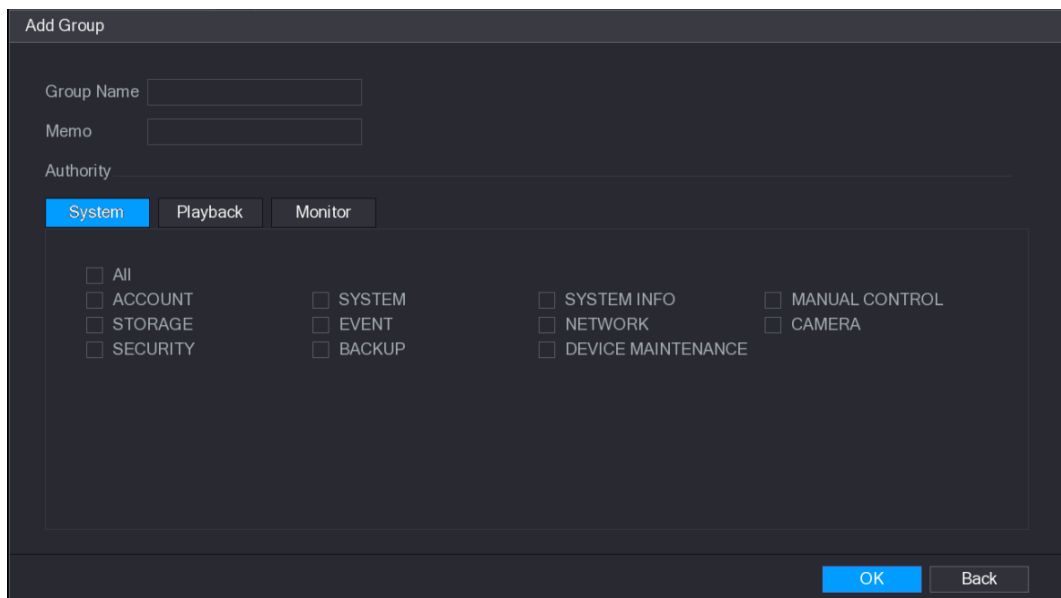 Add Group
Group Name
Memo
Authority
System Playback Monitor
All
ACCOUNT SYSTEM SYSTEM INFO MANUAL CONTROL
STORAGE EVENT NETWORK CAMERA
SECURITY BACKUP DEVICE MAINTENANCE
OK Back